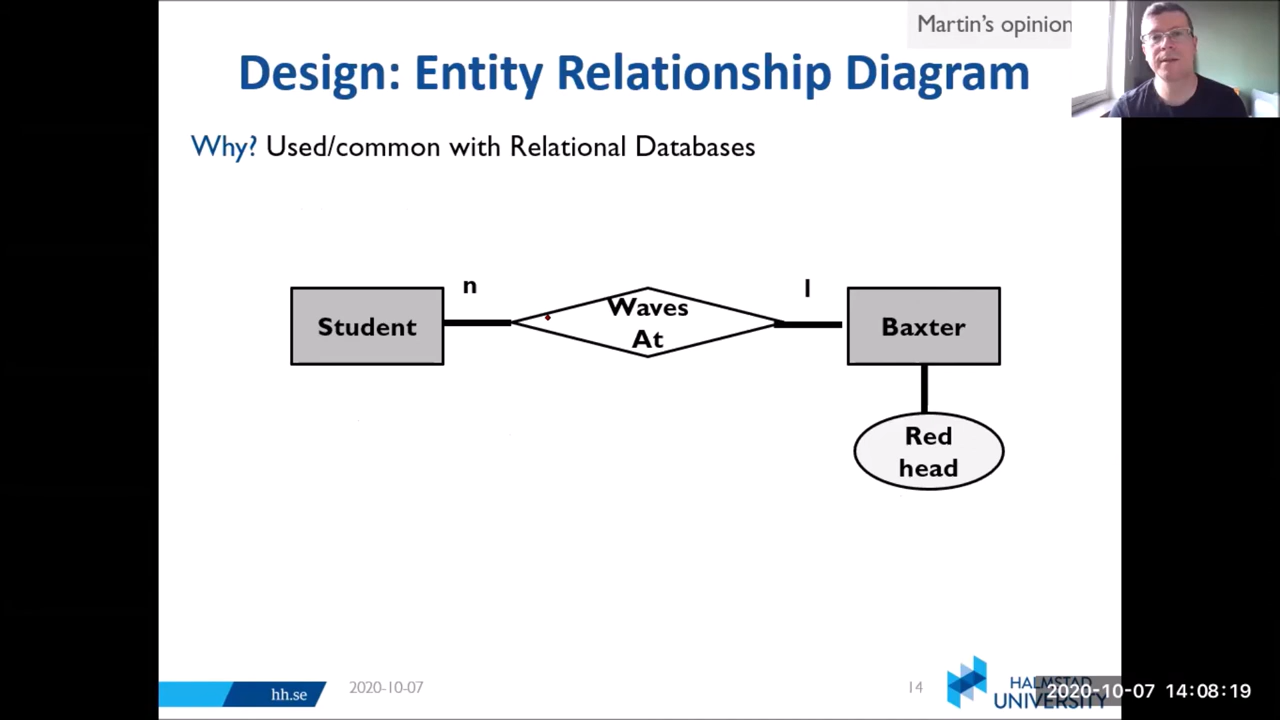 Martin's opinion
Design: Entity Relationship Diagram
Why? Used/common with Relational Databases
n
1
Student
Waves
At
Baxter
Red
head
hh.se
2020-10-07
14
HALMSTAD
UNIVERSITY
2020-10-07 14:08:19